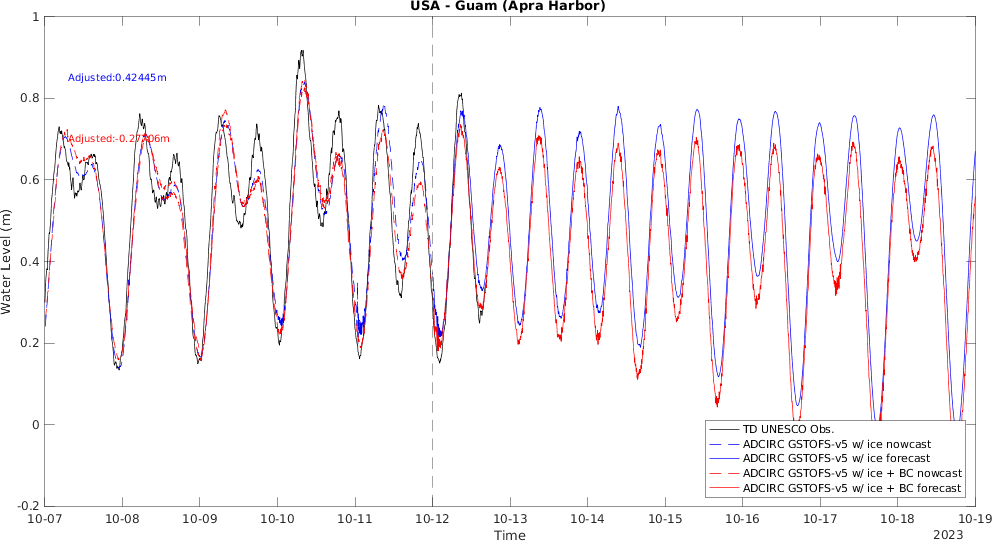 USA - Guam (Apra Harbor)
1
0.8
0.6
0.4
0.2
0
-0.2
Water Level (m)
Adjusted:0.42445m
TD UNESCO Obs.
ADCIRC GSTOFS-v5 w/ ice nowcast
ADCIRC GSTOFS-v5 w/ ice forecast
ADCIRC GSTOFS-v5 w/ ice + BC nowcast
ADCIRC GSTOFS-v5 w/ ice + BC forecast
10-07 10-08 10-09 10-10 10-11 10-12 10-13 10-14 10-15 10-16 10-17 10-18 10-19
Time
2023